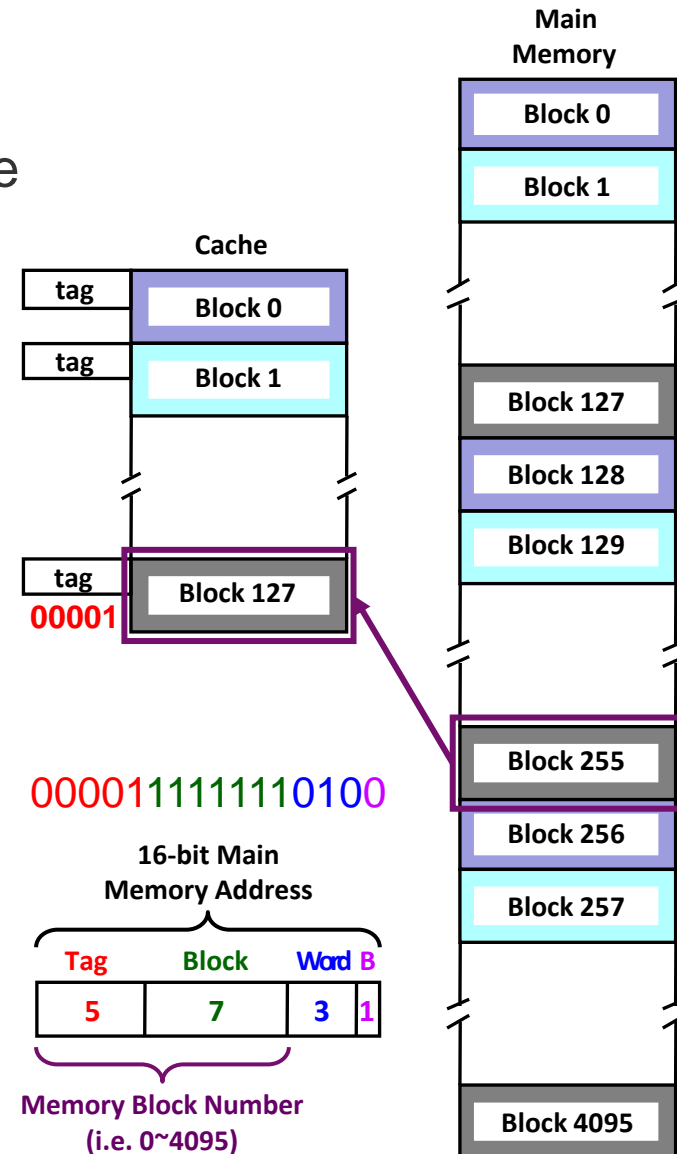 e
Cache
tag
Block 0
tag
Block 1
tag
Block 127
00001
0000111111110100
16-bit Main
Memory Address
Tag Block Word B
5 7 3 1
Memory Block Number
(i.e. 0~4095)
Main
Memory
Block 0
Block 1
Block 127
Block 128
Block 129
Block 255
Block 256
Block 257
Block 4095